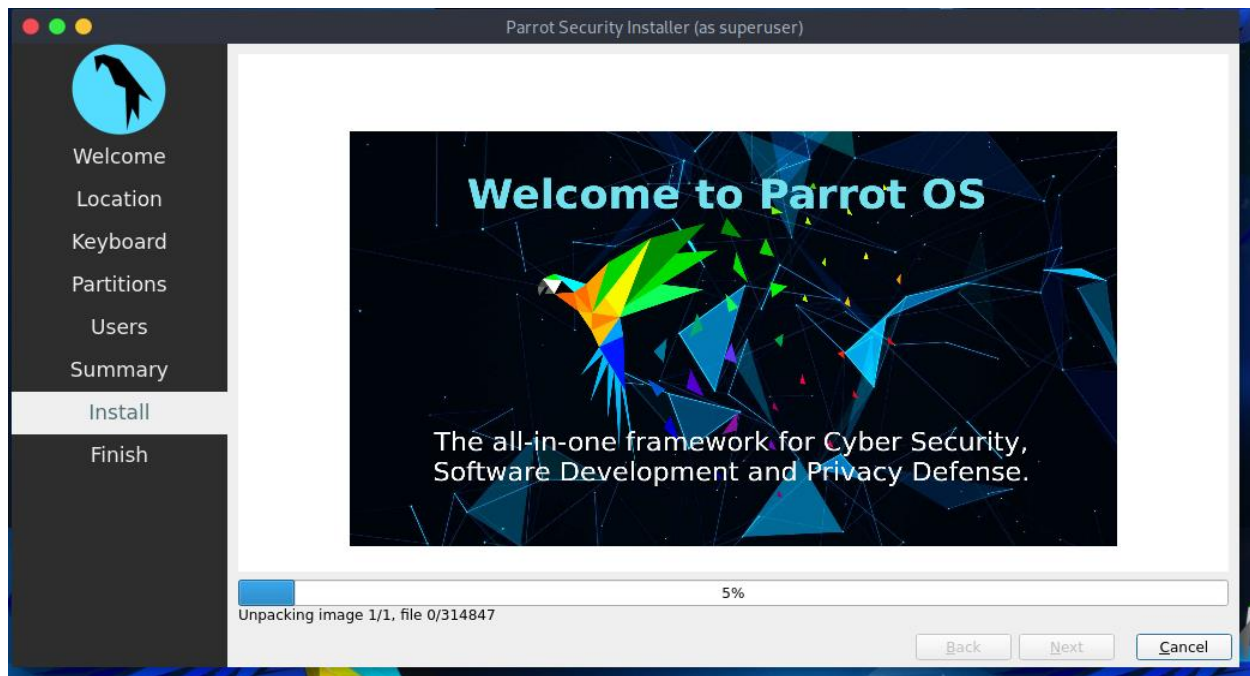 Parrot Security Installer (as superuser)
Welcome
Location
Keyboard
Partitions
Users
Summary
Install
Finish
Welcome to Parrot OS
The all-in-one framework for Cyber Security,
Software Development and Privacy Defense.
5%
Unpacking image 1/1, file 0/314847
Back Next Cancel